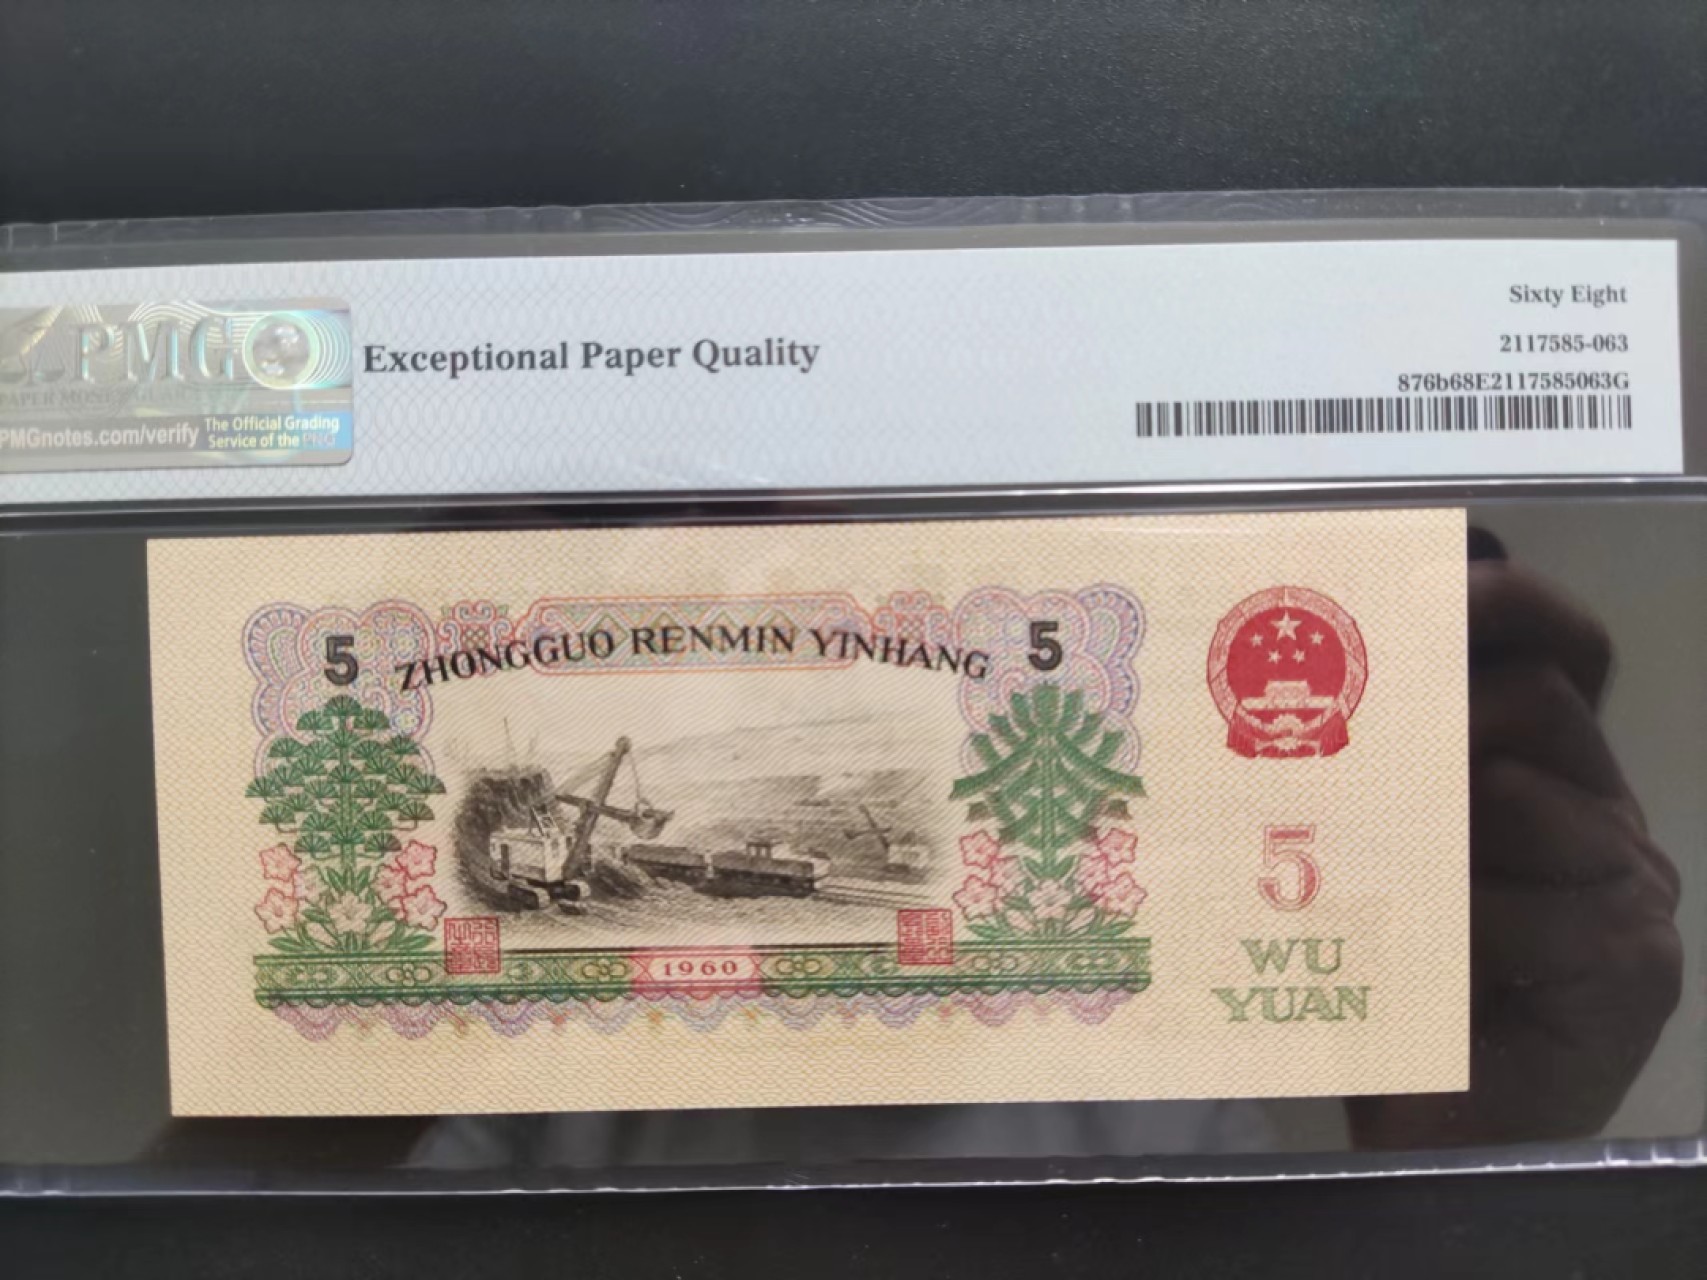 PMG
PAPER MONEY GUARANTY
PMGnotes.com/verify
The Official Grading
Service of the PNG
Exceptional Paper Quality
Sixty Eight
2117585-063
876b68E2117585063G
5
ZHONGGUO RENMIN YINHANG
5
5
WU
YUAN
1960